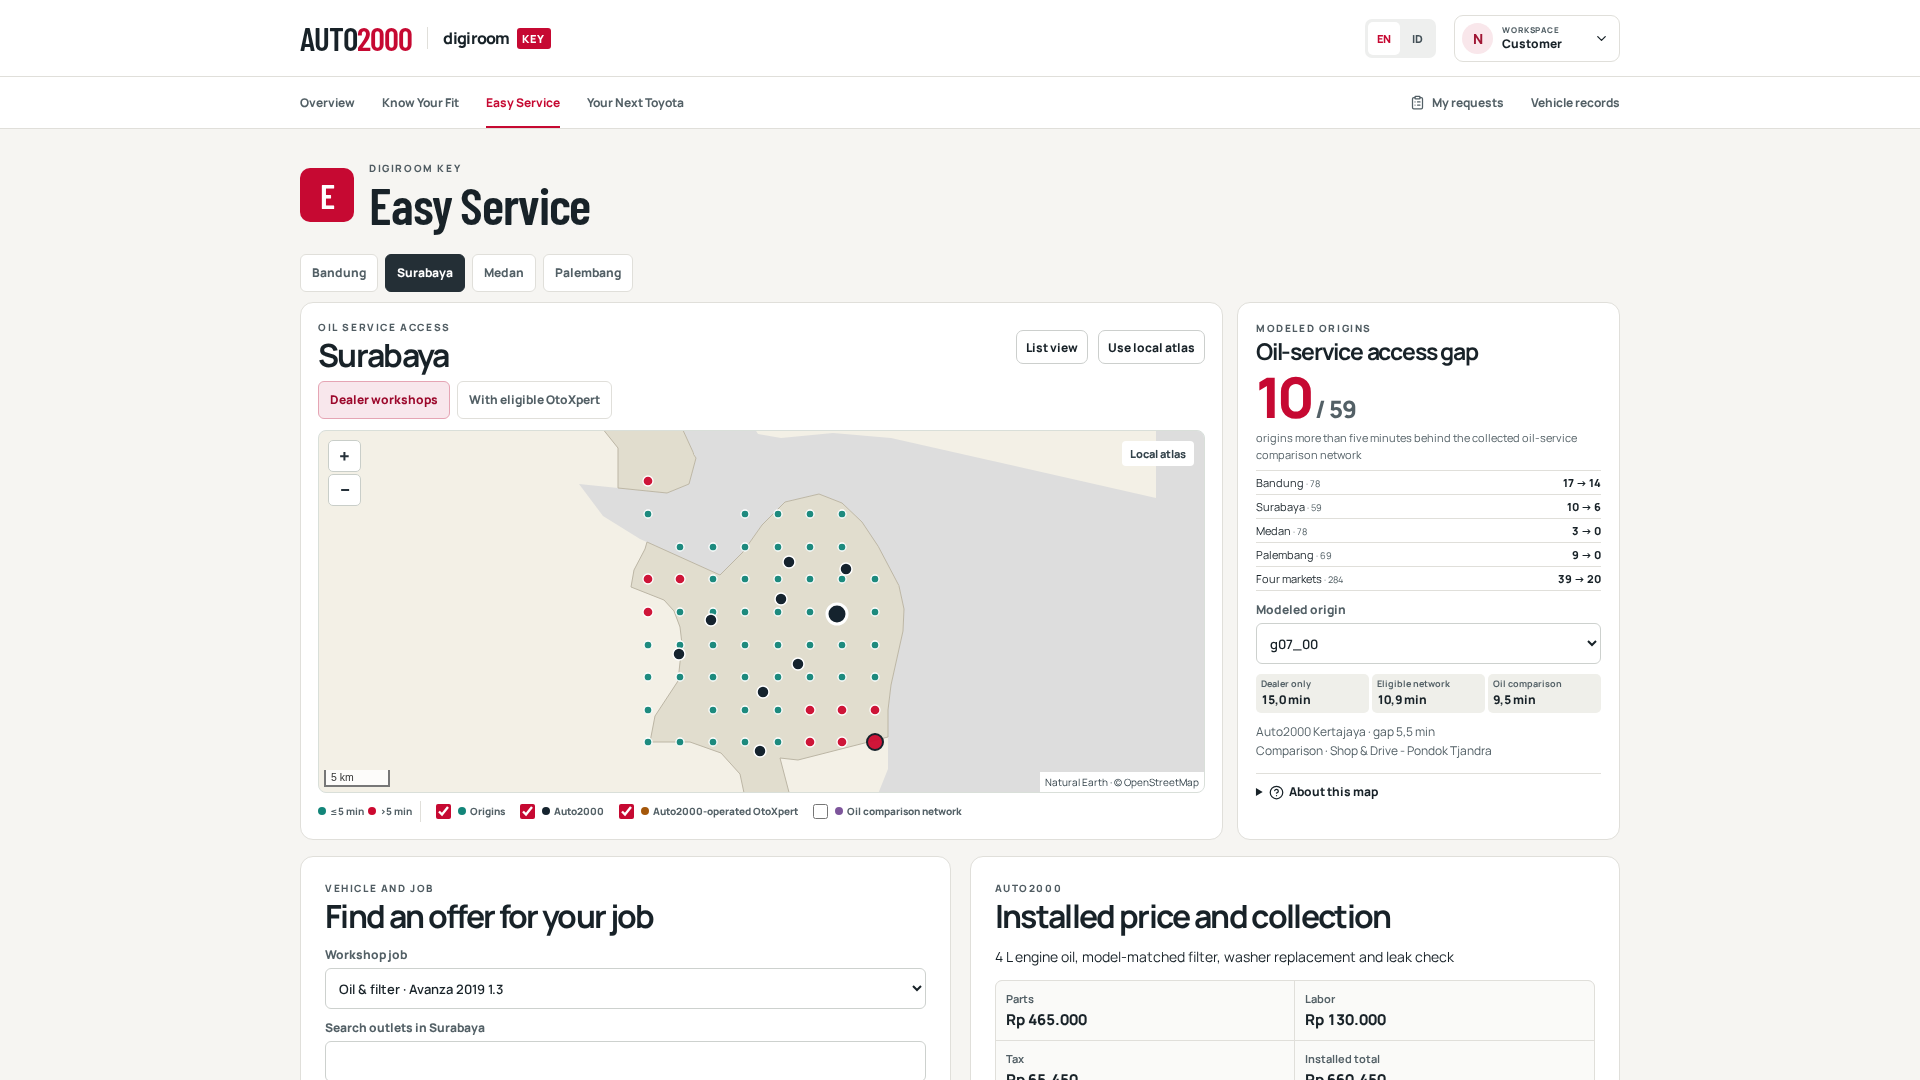 AUTO2000 digiroom KEY
EN ID
N WORKSPACE
Customer
Overview Know Your Fit Easy Service Your Next Toyota My requests Vehicle records
E DIGIROOM KEY
Easy Service
Bandung Surabaya Medan Palembang
OIL SERVICE ACCESS
Surabaya
List view Use local atlas
Dealer workshops With eligible OtoXpert
+
−
Local atlas
5 km
Natural Earth · © OpenStreetMap
≤5 min >5 min Origins Auto2000 Auto2000-operated OtoXpert Oil comparison network
MODELED ORIGINS
Oil-service access gap
10 / 59
origins more than five minutes behind the collected oil-service
comparison network
Bandung · 78 17 → 14
Surabaya · 59 10 → 6
Medan · 78 3 → 0
Palembang · 69 9 → 0
Four markets · 284 39 → 20
Modeled origin
g07_00
Dealer only Eligible network Oil comparison
15,0 min 10,9 min 9,5 min
Auto2000 Kertajaya · gap 5,5 min
Comparison · Shop & Drive - Pondok Tjandra
About this map
VEHICLE AND JOB
Find an offer for your job
Workshop job
Oil & filter · Avanza 2019 1.3
Search outlets in Surabaya
AUTO2000
Installed price and collection
4 L engine oil, model-matched filter, washer replacement and leak check
Parts Labor
Rp 465.000 Rp 130.000
Tax Installed total
Rp 65.450 Rp 660.450